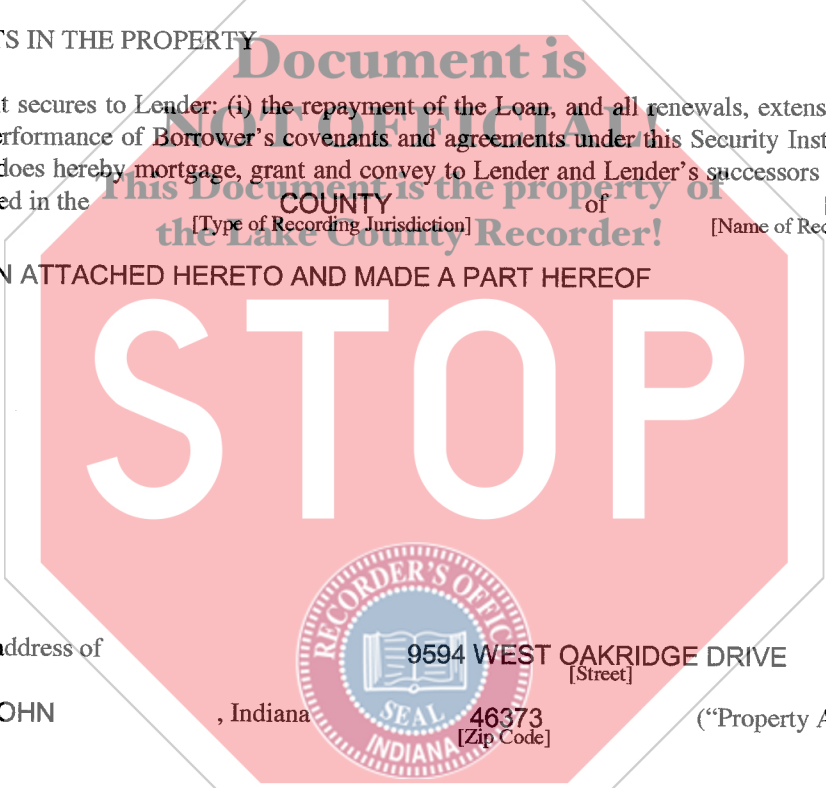 TS IN THE PROPERTY
Document is
t secures to Lender: (i) the repayment of the Loan, and all renewals, extens
NOT OFFICIAL!
erformance of Borrower's covenants and agreements under this Security Inst
does hereby mortgage, grant and convey to Lender and Lender's successors
This Document is the property of
ed in the COUNTY of
[Type of Recording Jurisdiction] [Name of Rec
the Lake County Recorder!
N ATTACHED HERETO AND MADE A PART HEREOF
STOP
RECORDER'S OFFIC
address of 9594 WEST OAKRIDGE DRIVE
[Street]
OHN , Indiana 46373 ("Property A
SEAL
[Zip Code]
INDIANA